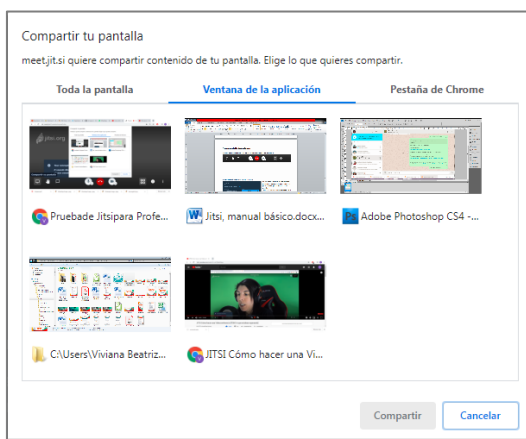 Compartir tu pantalla
meet.jit.si quiere compartir contenido de tu pantalla. Elige lo que quieres compartir.
Toda la pantalla Ventana de la aplicación Pestaña de Chrome
jitsi.org
Pruebade Jitsipara Profe... Jitsi, manual básico.docx... Adobe Photoshop CS4 -...
C:\Users\Viviana Beatriz... JITSI Cómo hacer una Vi...
Compartir Cancelar